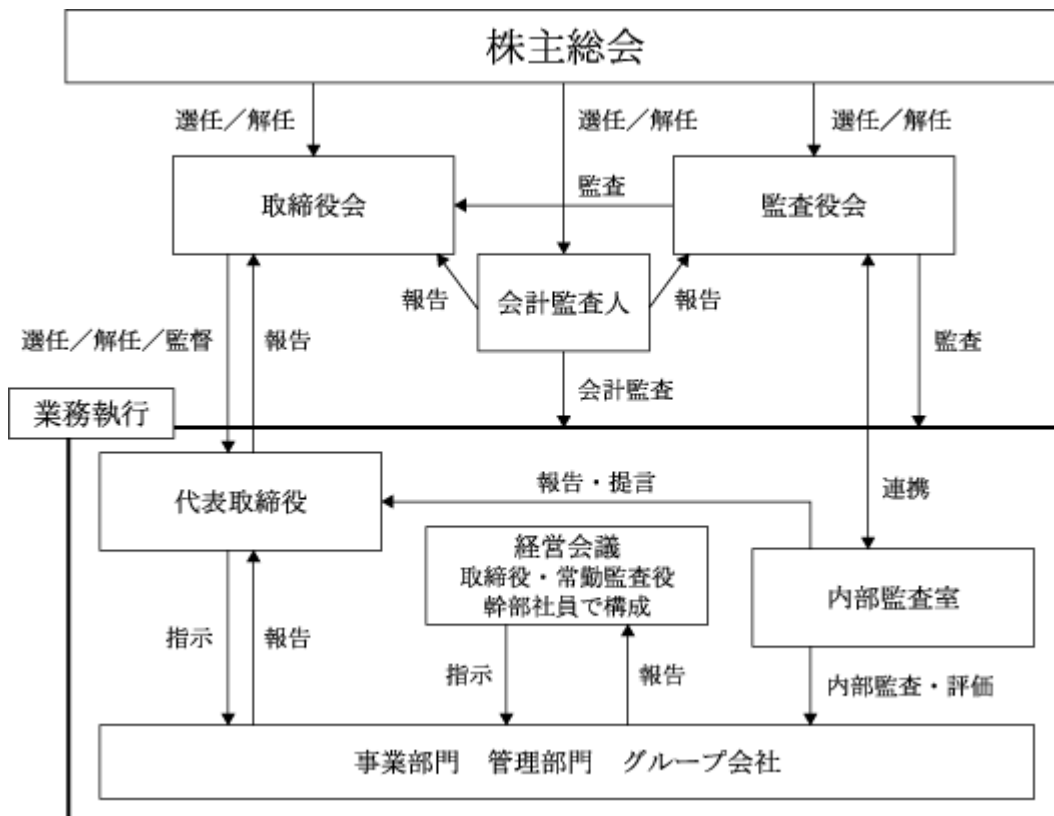 株主総会
選任／解任
選任／解任
選任／解任
取締役会
監査
監査役会
報告
会計監査人
報告
選任／解任／監督
報告
会計監査
監査
業務執行
代表取締役
報告・提言
連携
経営会議
取締役・常勤監査役
幹部社員で構成
内部監査室
指示
報告
指示
報告
内部監査・評価
事業部門　管理部門　グループ会社